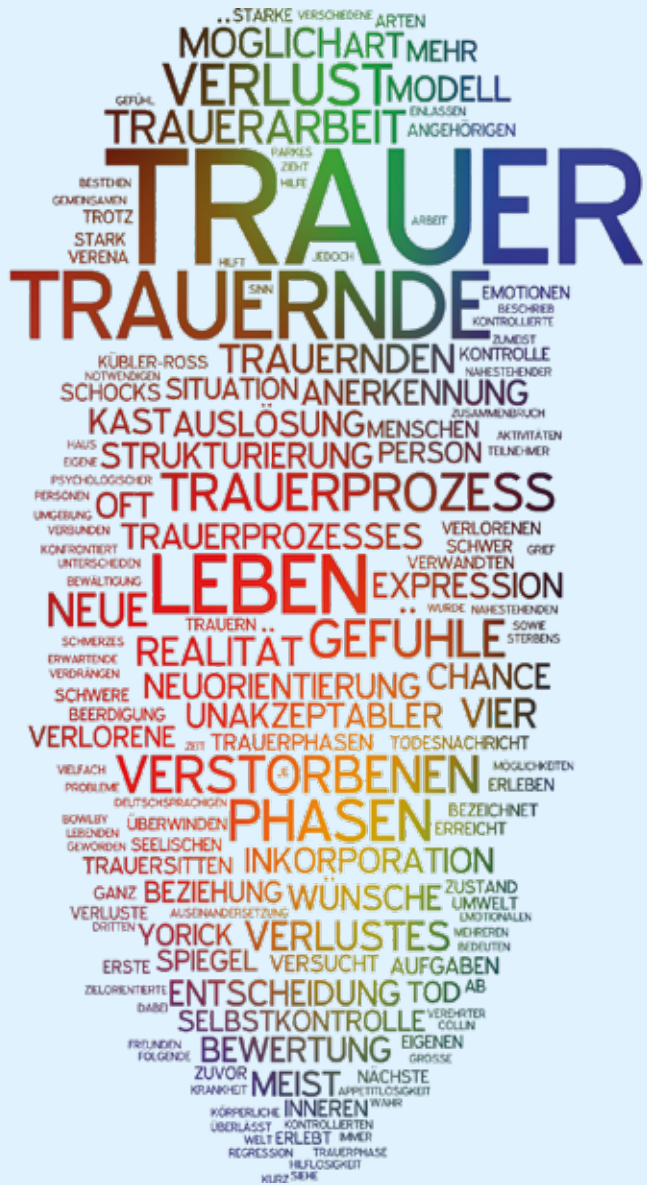 STARKE VERSCHIEDENE ARTEN
MÖGLICH ART MEHR
VERLUST MODELL
GEFÜHL EINLASSEN
TRAUERARBEIT ANGEHÖRIGEN
PARKES
ZIEHT
HILFE
TRAUER
BESTEHEN
GEMEINSAMEN
TROTZ ARBEIT
STARK
VERENA HILFT JEDOCH
TRAUERNDE
SINN EMOTIONEN
BESCHRIEB
KONTROLLIERTE
ZUMEIST
KÜBLER-ROSS TRAUERNDEN KONTROLLE
NOTWENDIGEN NAHESTEHENDER
SCHOCKS SITUATION ANERKENNUNG
ZUSAMMENBRUCH
KAST AUSLÖSUNG MENSCHEN AKTIVITÄTEN
HAUS
EIGENE STRUKTURIERUNG PERSON TEILNEHMER
PSYCHOLOGISCHER
PERSONEN OFT TRAUERPROZESS
UMGEBUNG
VERBUNDEN TRAUERPROZESSES VERLORENEN
KONFRONTIERT SCHWER GRIEF
UNTERSCHEIDEN VERWANDTEN
BEWÄLTIGUNG LEBEN EXPRESSION
NEUE WURDE NAHESTEHENDEN
TRAUERN GEFÜHLE SOWIE
STERBENS
SCHMERZES REALITÄT
ERWARTENDE
VERDRÄNGEN NEUORIENTIERUNG CHANCE
SCHWERE
BEERDIGUNG UNAKZEPTABLER VIER
VERLORENE ZEIT TRAUERPHASEN TODESNACHRICHT
VIELFACH VERSTORBENEN MÖGLICHKEITEN
PROBLEME JE ERLEBEN
DEUTSCHSPRACHIGEN
BOWLBY ÜBERWINDEN PHASEN BEZEICHNET
LEBENDEN ERREICHT
GEWORDEN SEELISCHEN
TRAUERSITTEN INKORPORATION
GANZ BEZIEHUNG WÜNSCHE ZUSTAND
UMWELT
VERLUSTE AUSEINANDERSETZUNG EMOTIONALEN
DRITTEN YORICK VERLUSTES MEHREREN
BEDEUTEN
ERSTE SPIEGEL VERSUCHT AUFGABEN
ZIELORIENTIERTE ENTSCHEIDUNG TOD AB
DABEI
SELBSTKONTROLLE VEREHRTER
COLLIN
FREUNDEN BEWERTUNG EIGENEN
FOLGENDE GROSSE
ZUVOR MEIST NÄCHSTE
KRANKHEIT APPETITLOSIGKEIT
KÖRPERLICHE INNEREN WAHR
ÜBERLÄSST KONTROLLIERTEN
WELT ERLEBT IMMER
REGRESSION TRAUERPHASE
HILFLOSIGKEIT
KURZ SIEHE